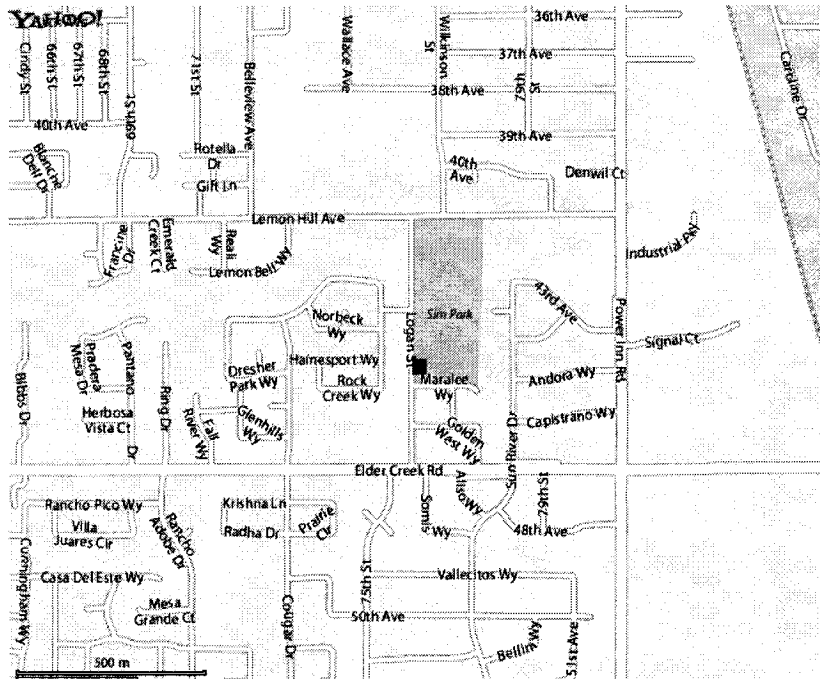 YAHOO!
36th Ave
Cindy St
66th St
67th St
68th St
69th St
71st St
Belleview Ave
Wallace Ave
Wilkinson St
37th Ave
38th Ave
79th St
39th Ave
Caroline Dr
40th Ave
Blanche Dell Dr
Rotella Dr
Gift Ln
40th Ave
Denwil Ct
Lemon Hill Ave
Francine Dr
Emerald Creek Ct
Reali Wy
Lemon Bell Wy
Industrial Pky
Norbeck Wy
Logan St
Sim Park
43rd Ave
Power Inn Rd
Signal Ct
Bibbs Dr
Pradera Mesa Dr
Pantano Dr
Ring Dr
Dresher Park Wy
Hainesport Wy
Rock Creek Wy
Maralee Wy
Andora Wy
Herbosa Vista Ct
Fall River Wy
Glenhills Wy
Golden West Wy
Sun River Dr
Capistrano Wy
Elder Creek Rd
Rancho Pico Wy
Villa Juares Cir
Rancho Adobe Dr
Krishna Ln
Radha Dr
Prairie Cir
Somis Wy
Aliso Wy
79th St
48th Ave
Cunningham Wy
Casa Del Este Wy
Mesa Grande Ct
Cougar Dr
75th St
Vallecitos Wy
50th Ave
Bellini Wy
51st Ave
500 m